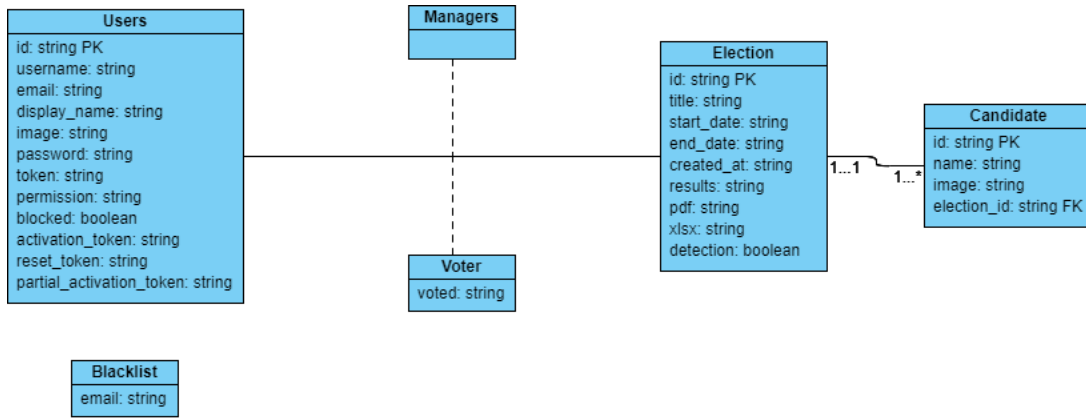 Users
id: string PK
username: string
email: string
display_name: string
image: string
password: string
token: string
permission: string
blocked: boolean
activation_token: string
reset_token: string
partial_activation_token: string
Managers
Voter
voted: string
Election
id: string PK
title: string
start_date: string
end_date: string
created_at: string
results: string
pdf: string
xlsx: string
detection: boolean
1...1
1...*
Candidate
id: string PK
name: string
image: string
election_id: string FK
Blacklist
email: string